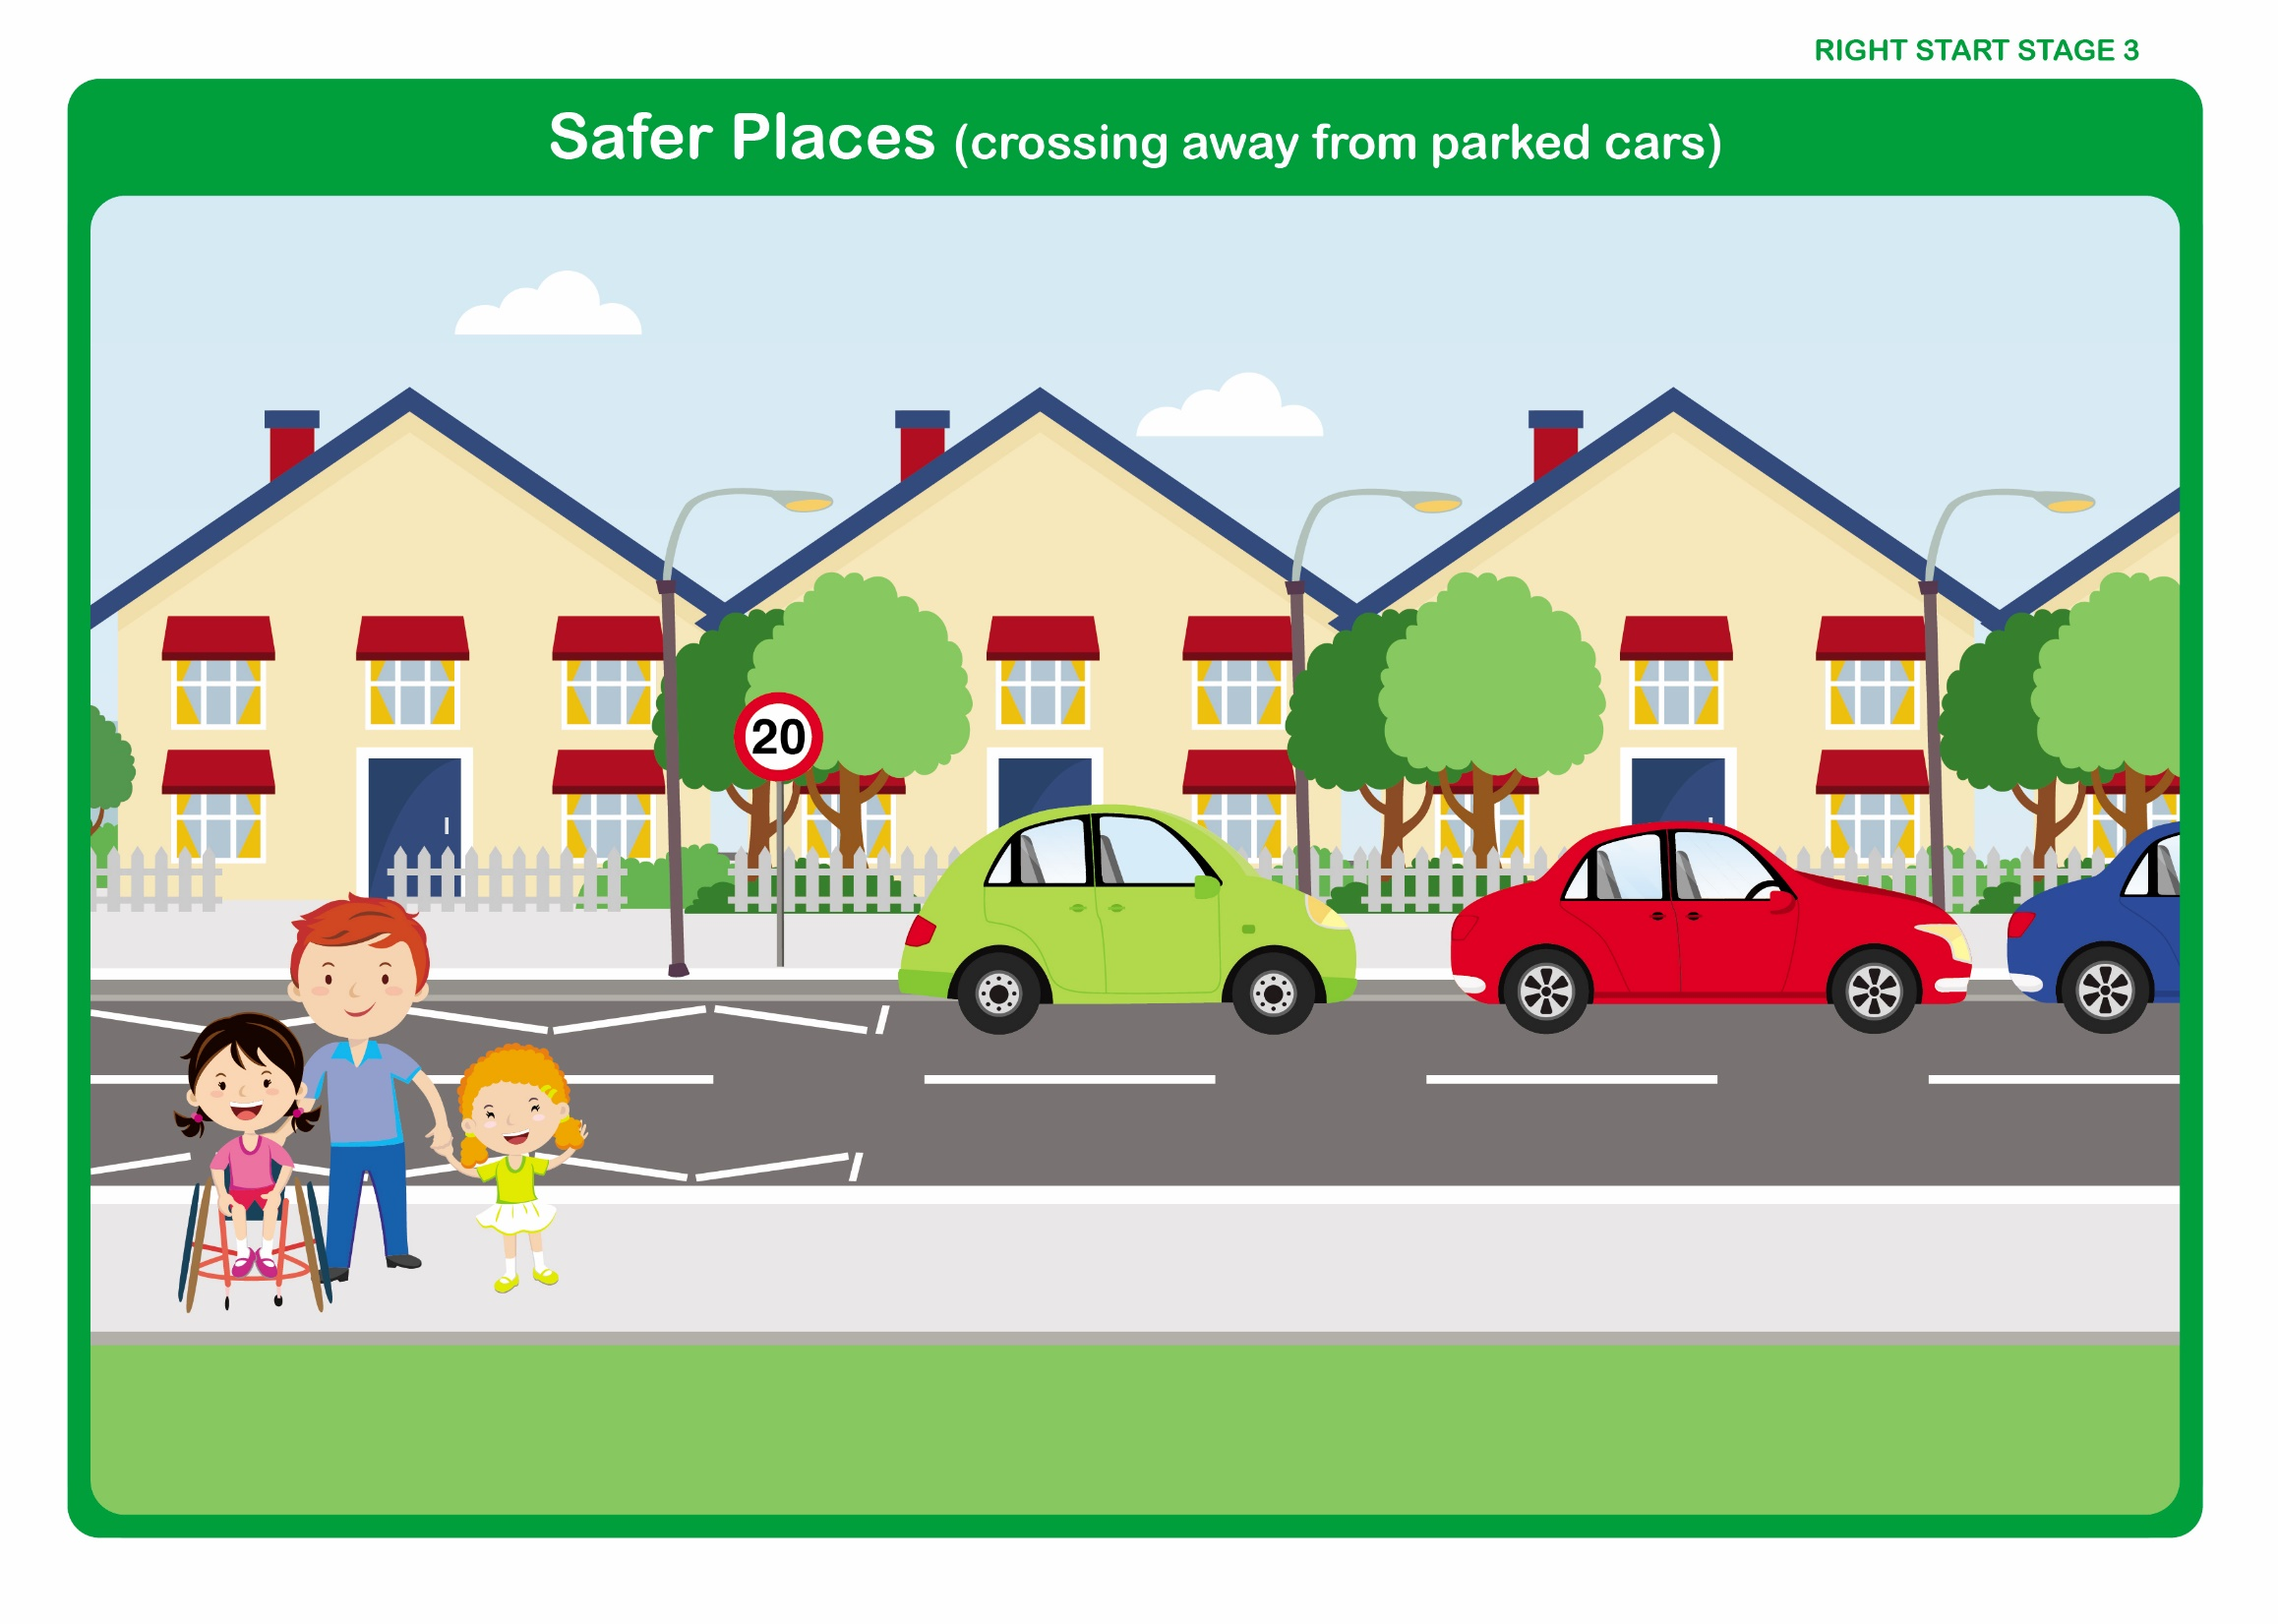 RIGHT START STAGE 3
Safer Places (crossing away from parked cars)
20